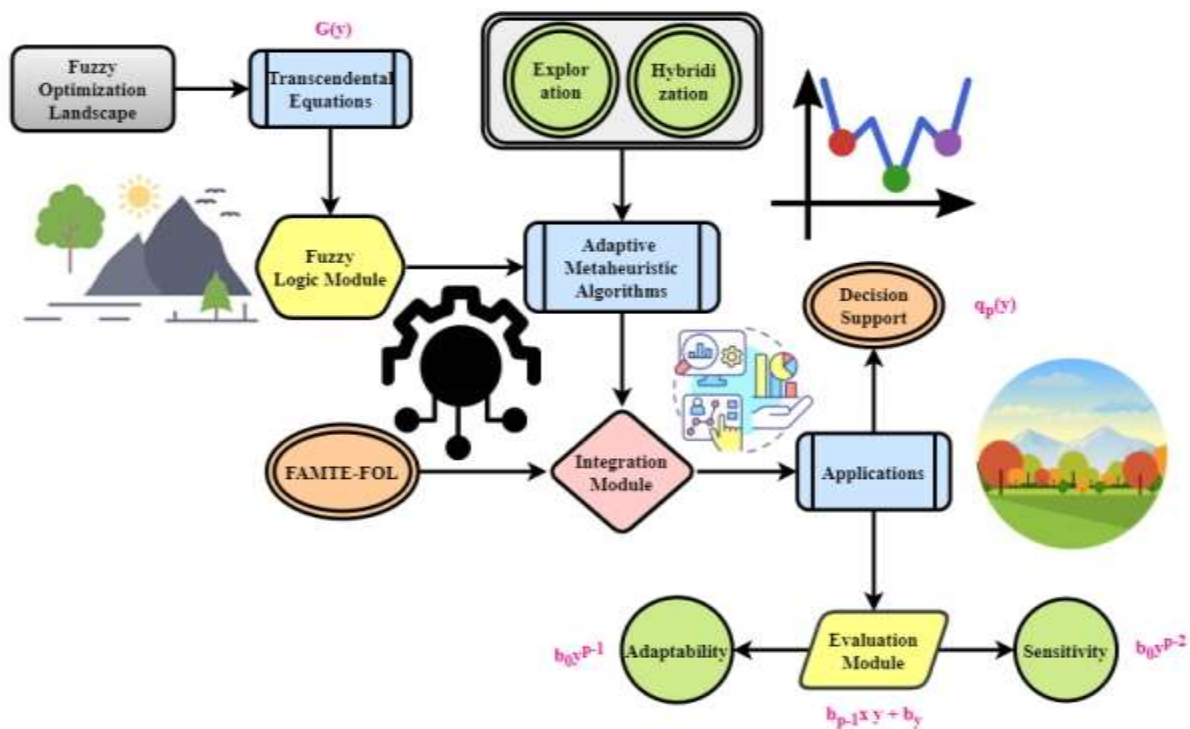 G(y)
Fuzzy
Optimization
Landscape
Transcendental
Equations
Explor
ation
Hybridi
zation
Fuzzy
Logic Module
Adaptive
Metaheuristic
Algorithms
Decision
Support
qp(y)
FAMTE-FOL
Integration
Module
Applications
b0yp-1
Adaptability
Evaluation
Module
Sensitivity
b0yp-2
bp-1x y + by